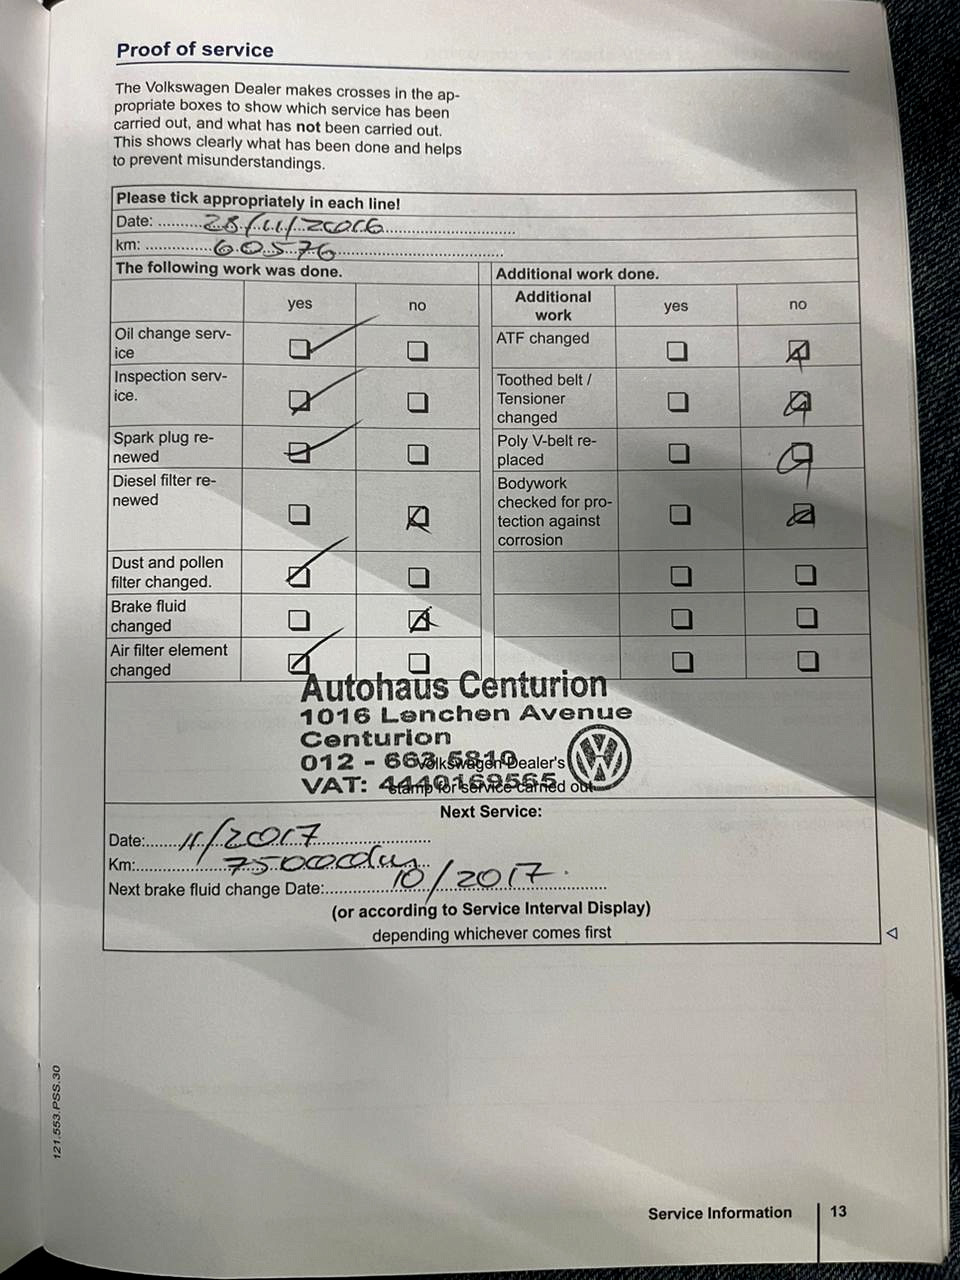 Proof of service
The Volkswagen Dealer makes crosses in the ap-
propriate boxes to show which service has been
carried out, and what has not been carried out.
This shows clearly what has been done and helps
to prevent misunderstandings.
Please tick appropriately in each line!
Date: 28/11/2016
km: 60576
The following work was done.
yes no
Oil change serv-
ice
Inspection serv-
ice.
Spark plug re-
newed
Diesel filter re-
newed
Dust and pollen
filter changed.
Brake fluid
changed
Air filter element
changed
Additional work done.
Additional
work
yes no
ATF changed
Toothed belt /
Tensioner
changed
Poly V-belt re-
placed
Bodywork
checked for pro-
tection against
corrosion
Autohaus Centurion
1016 Lenchen Avenue
Centurion
012 - 663 5810
VAT: 4440169565
Volkswagen Dealer's
stamp for service carried out
Next Service:
Date: 11/2017
Km: 75000
Next brake fluid change Date: 10/2017.
(or according to Service Interval Display)
depending whichever comes first
121.553.PSS.30
Service Information 13